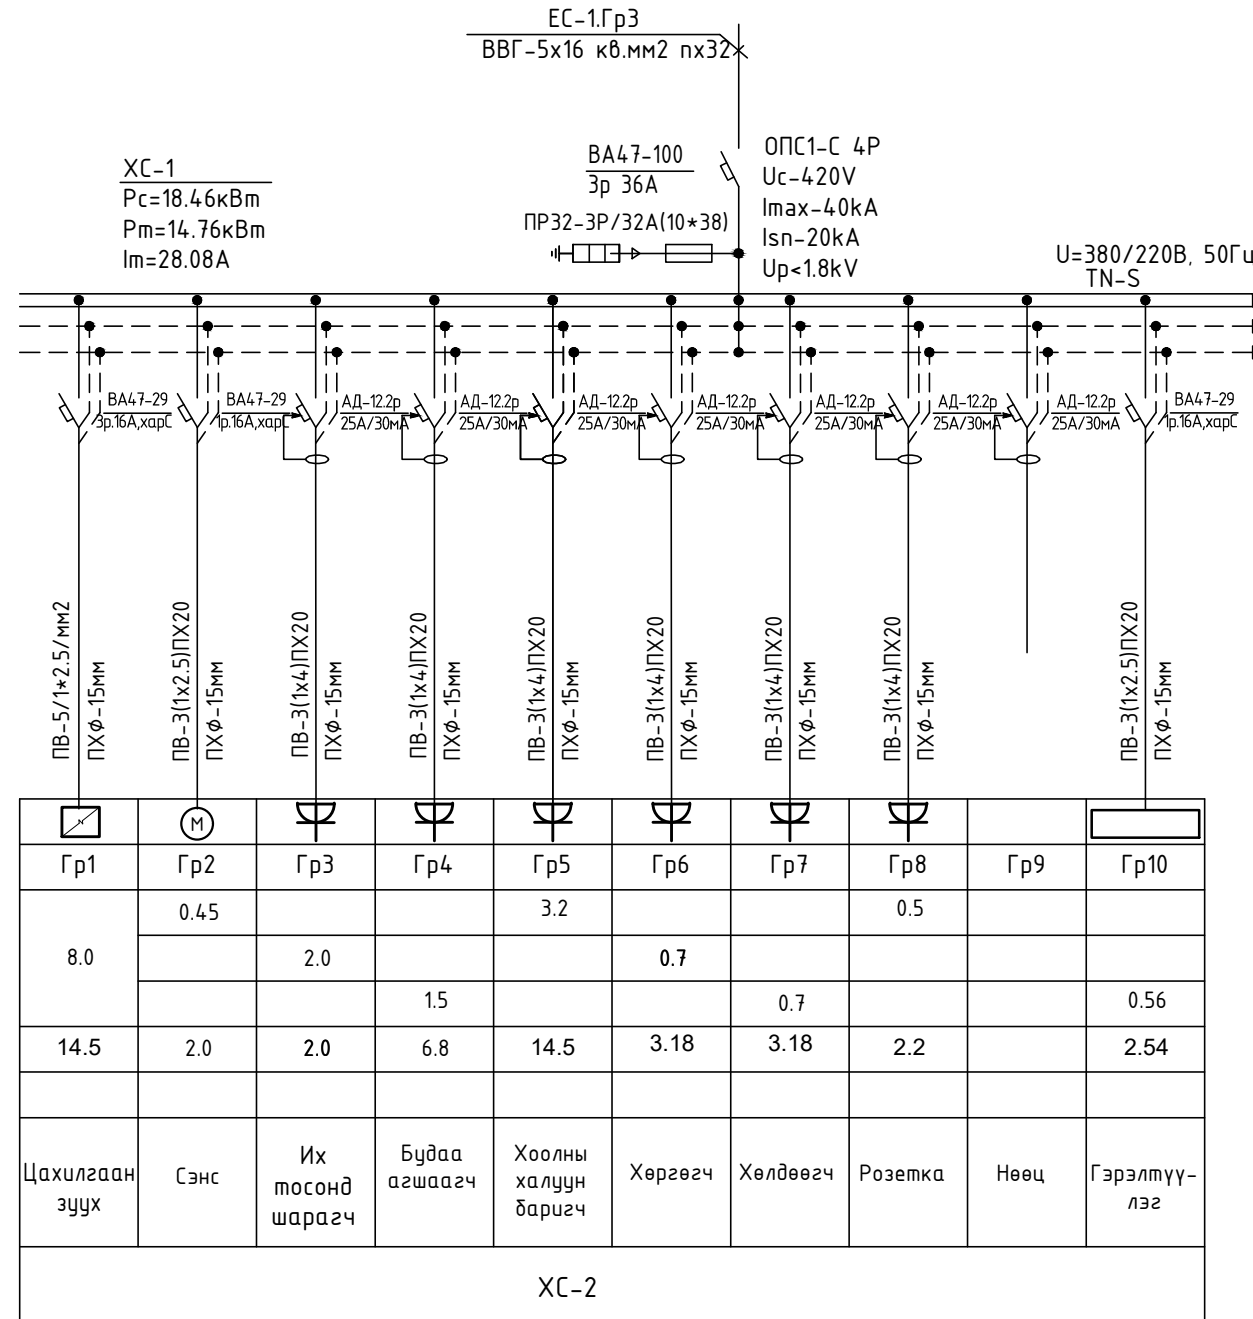 ЕС-1.Гр3
ВВГ-5х16 кв.мм2 пх32
ХС-1
Рс=18.46кВт
Рт=14.76кВт
Iт=28.08А
ВА47-100
3р 36А
ПР32-3Р/32А(10*38)
ОПС1-С 4Р
Uc-420V
Imax-40kA
Isn-20kA
Up<1.8kV
U=380/220В, 50Гц
TN-S
ВА47-29
3р.16А,харС
ВА47-29
1р.16А,харС
АД-12.2р
25А/30мА
АД-12.2р
25А/30мА
АД-12.2р
25А/30мА
АД-12.2р
25А/30мА
АД-12.2р
25А/30мА
АД-12.2р
25А/30мА
АД-12.2р
25А/30мА
ВА47-29
1р.16А,харС
ПВ-5/1*2.5/мм2
ПХФ-15мм
ПВ-3(1х2.5)ПХ20
ПХФ-15мм
ПВ-3(1х4)ПХ20
ПХФ-15мм
ПВ-3(1х4)ПХ20
ПХФ-15мм
ПВ-3(1х4)ПХ20
ПХФ-15мм
ПВ-3(1х4)ПХ20
ПХФ-15мм
ПВ-3(1х4)ПХ20
ПХФ-15мм
ПВ-3(1х4)ПХ20
ПХФ-15мм
ПВ-3(1х2.5)ПХ20
ПХФ-15мм
М
Гр1 Гр2 Гр3 Гр4 Гр5 Гр6 Гр7 Гр8 Гр9 Гр10
0.45 3.2 0.5
8.0 2.0 0.7
1.5 0.7 0.56
14.5 2.0 2.0 6.8 14.5 3.18 3.18 2.2 2.54
Цахилгаан
зуух
Сэнс
Их
тосонд
шарагч
Будаа
агшаагч
Хоолны
халуун
баригч
Хөргөгч
Хөлдөөгч
Розетка
Нөөц
Гэрэлтүү-
лэг
ХС-2